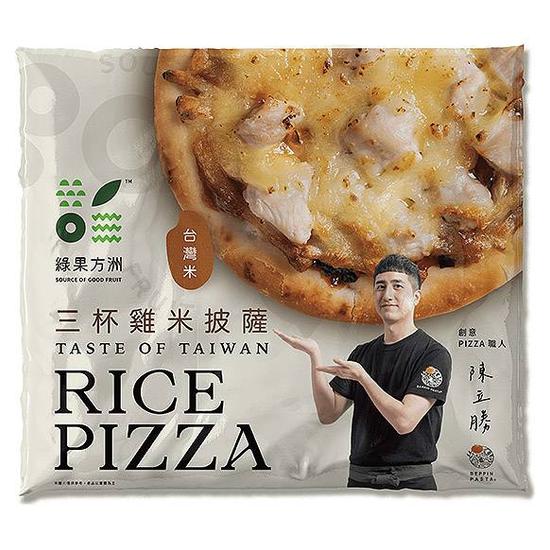 綠果方洲
SOURCE OF GOOD FRUIT
TM
台灣米
三杯雞米披薩
TASTE OF TAIWAN
RICE
PIZZA
創意
PIZZA 職人
陳立勝
BEPPIN
PASTA